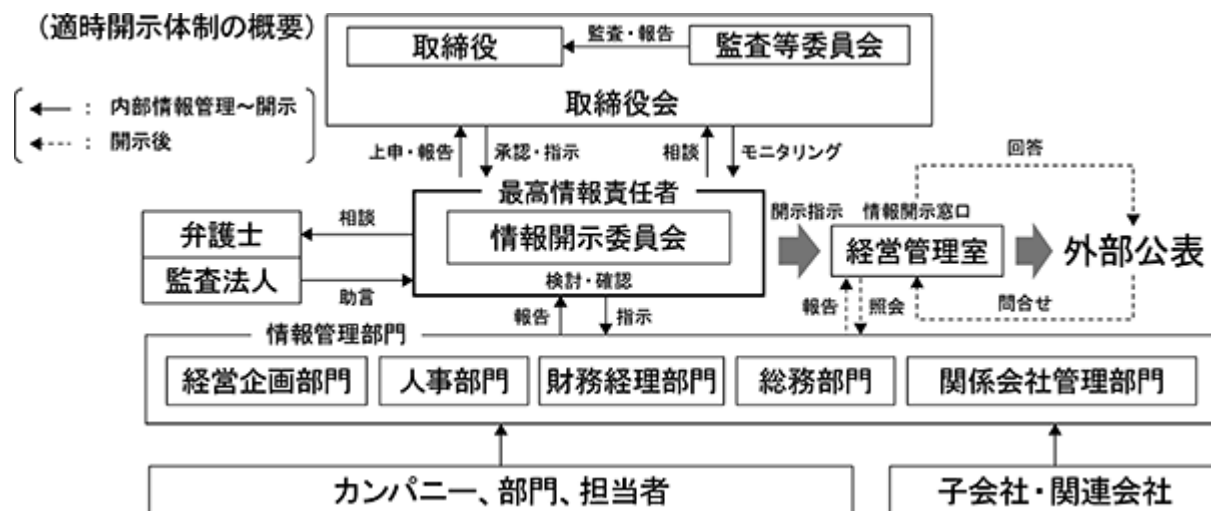 （適時開示体制の概要）
取締役
監査・報告
監査等委員会
取締役会
： 内部情報管理～開示
： 開示後
上申・報告
承認・指示
相談
モニタリング
回答
最高情報責任者
情報開示委員会
検討・確認
弁護士
監査法人
相談
助言
開示指示
情報開示窓口
経営管理室
外部公表
報告
指示
報告
照会
問合せ
情報管理部門
経営企画部門
人事部門
財務経理部門
総務部門
関係会社管理部門
カンパニー、部門、担当者
子会社・関連会社